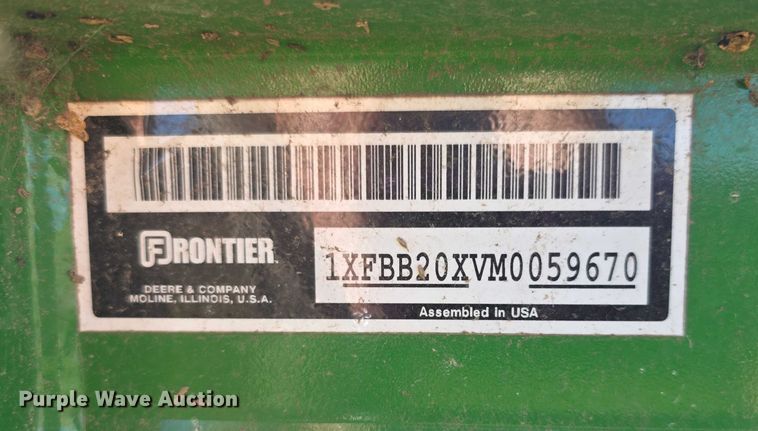 FRONTIER
DEERE & COMPANY
MOLINE, ILLINOIS, U.S.A.
1XFBB20XVM0059670
Assembled In USA
Purple Wave Auction